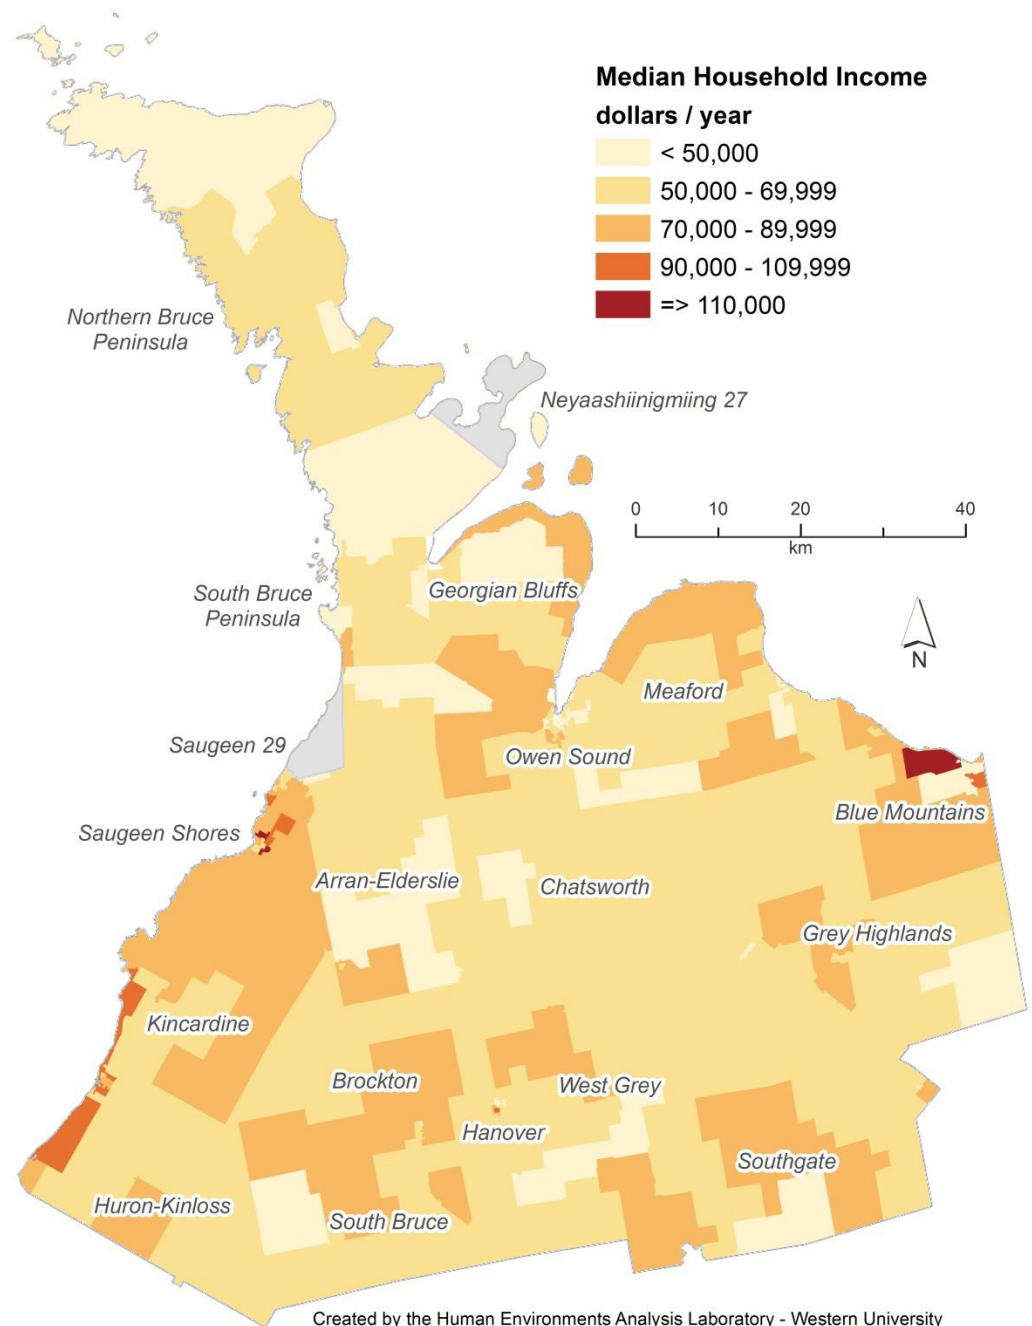 Median Household Income
dollars / year
< 50,000
50,000 - 69,999
70,000 - 89,999
90,000 - 109,999
=> 110,000
Northern Bruce
Peninsula
Neyaashiinigmiing 27
0 10 20 40
km
South Bruce
Peninsula
Georgian Bluffs
N
Meaford
Saugeen 29
Owen Sound
Saugeen Shores
Blue Mountains
Arran-Elderslie
Chatsworth
Grey Highlands
Kincardine
Brockton
West Grey
Hanover
Southgate
Huron-Kinloss
South Bruce
Created by the Human Environments Analysis Laboratory - Western University